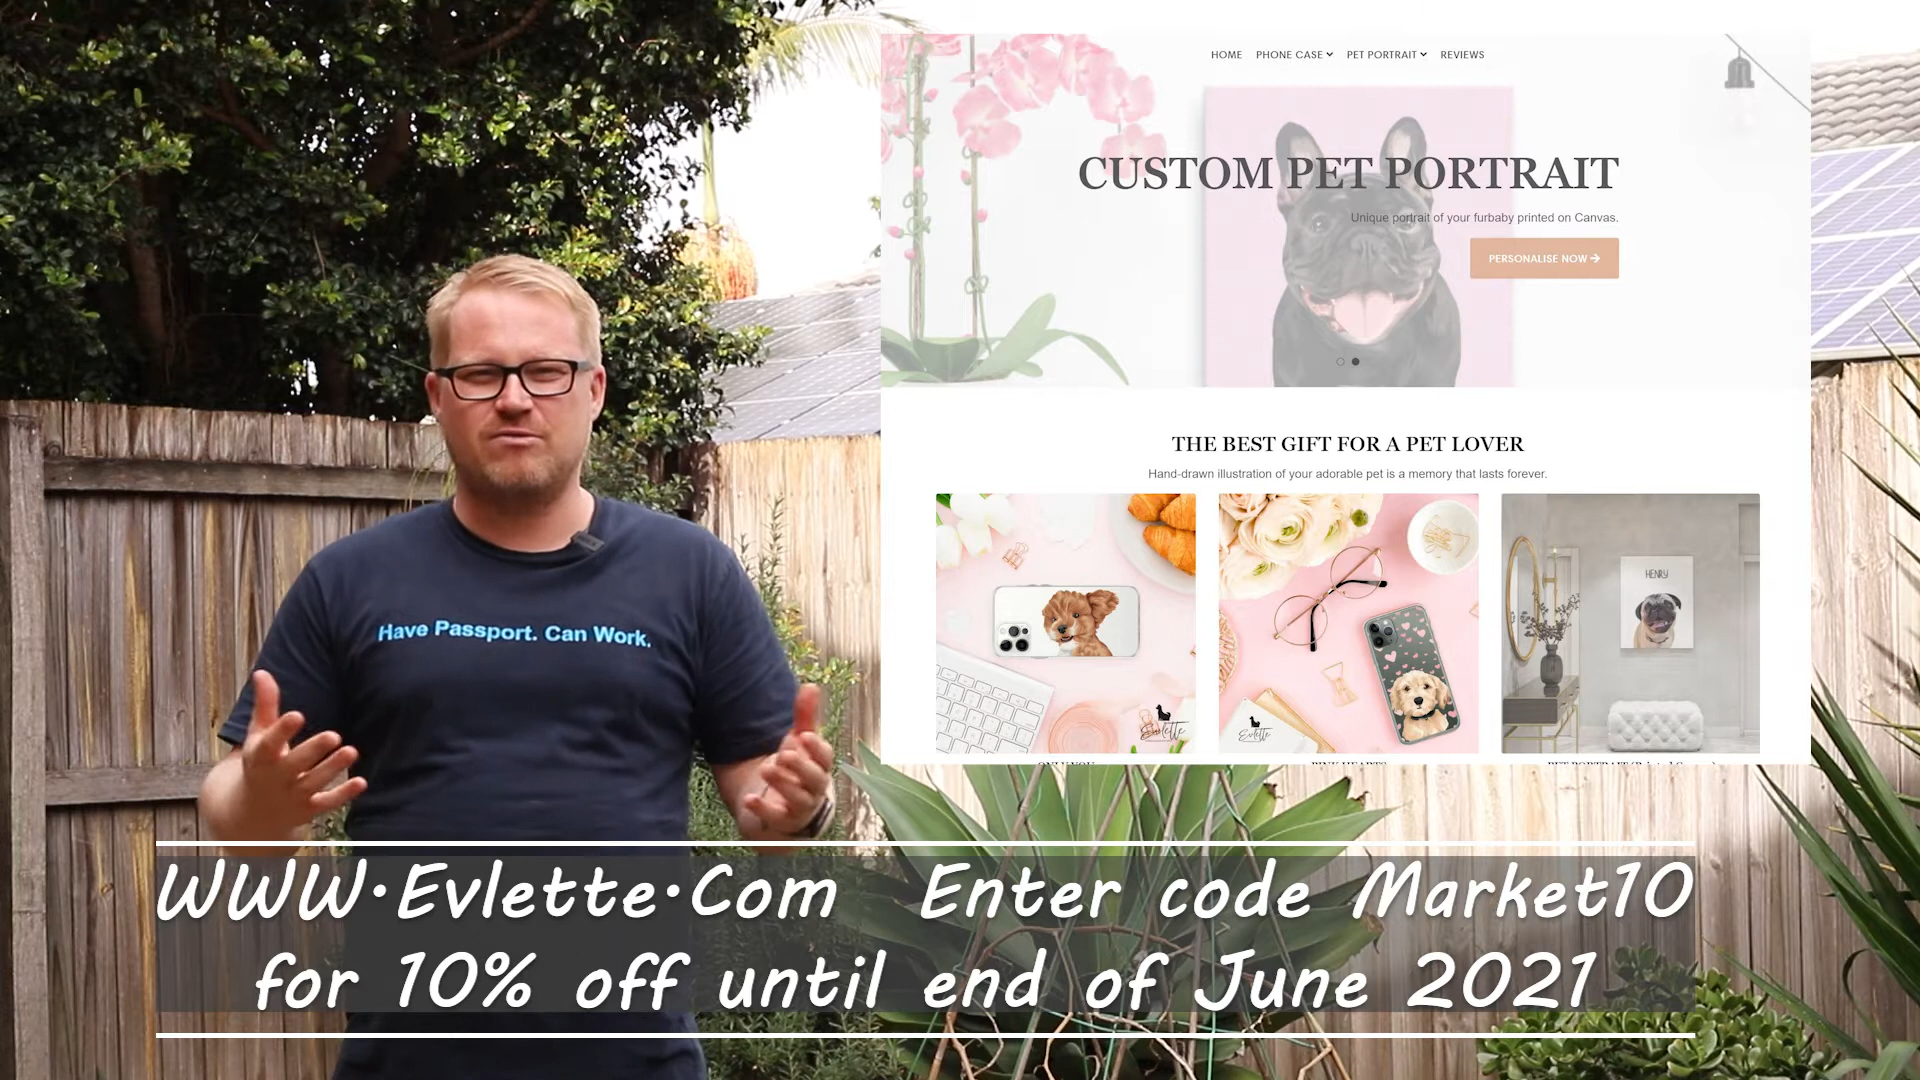 HOME PHONE CASE PET PORTRAIT REVIEWS
CUSTOM PET PORTRAIT
Unique portrait of your furbaby printed on Canvas.
PERSONALISE NOW →
THE BEST GIFT FOR A PET LOVER
Hand-drawn illustration of your adorable pet is a memory that lasts forever.
HENRY
Evlette
Evlette
Have Passport. Can Work.
WWW.Evlette.Com Enter code Market10
for 10% off until end of June 2021